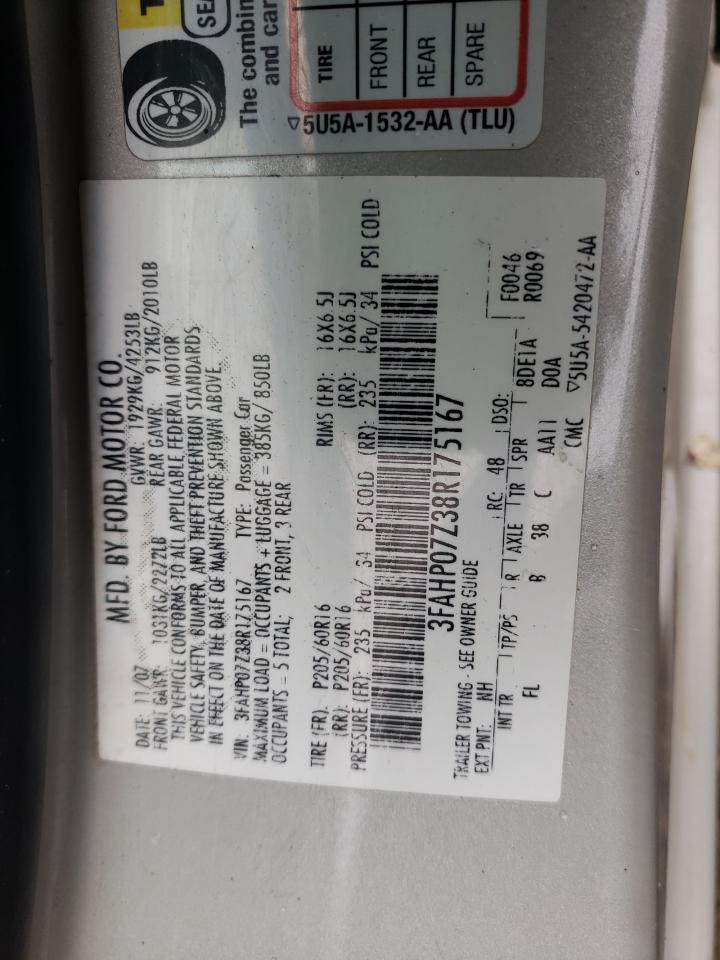 SEA
The combin
and car
TIRE
FRONT
REAR
SPARE
▽5U5A-1532-AA (TLU)
MFD. BY FORD MOTOR CO.
DATE: 11/07 GVWR: 1929KG/4253LB
FRONT GAWR: 1031KG/2272LB REAR GAWR: 912KG/2010LB
THIS VEHICLE CONFORMS TO ALL APPLICABLE FEDERAL MOTOR
VEHICLE SAFETY, BUMPER, AND THEFT PREVENTION STANDARDS
IN EFFECT ON THE DATE OF MANUFACTURE SHOWN ABOVE.
VIN: 3FAHP07Z38R175167 TYPE: Passenger Car
MAXIMUM LOAD = OCCUPANTS + LUGGAGE = 385KG/ 850LB
OCCUPANTS = 5 TOTAL; 2 FRONT, 3 REAR
TIRE (FR): P205/60R16 RIMS (FR): 16X6.5J
(RR): P205/60R16 (RR): 16X6.5J
PRESSURE (FR): 235 kPa/ 34 PSI COLD (RR): 235 kPa/ 34 PSI COLD
3FAHP07Z38R175167
TRAILER TOWING - SEE OWNER GUIDE
EXT PNT: NH RC: 48 DSO: F0046
INT TR TP/PS R AXLE TR SPR 8DE1A R0069
FL B 38 C AA11 D0A
CMC ▽5U5A-5420472-AA